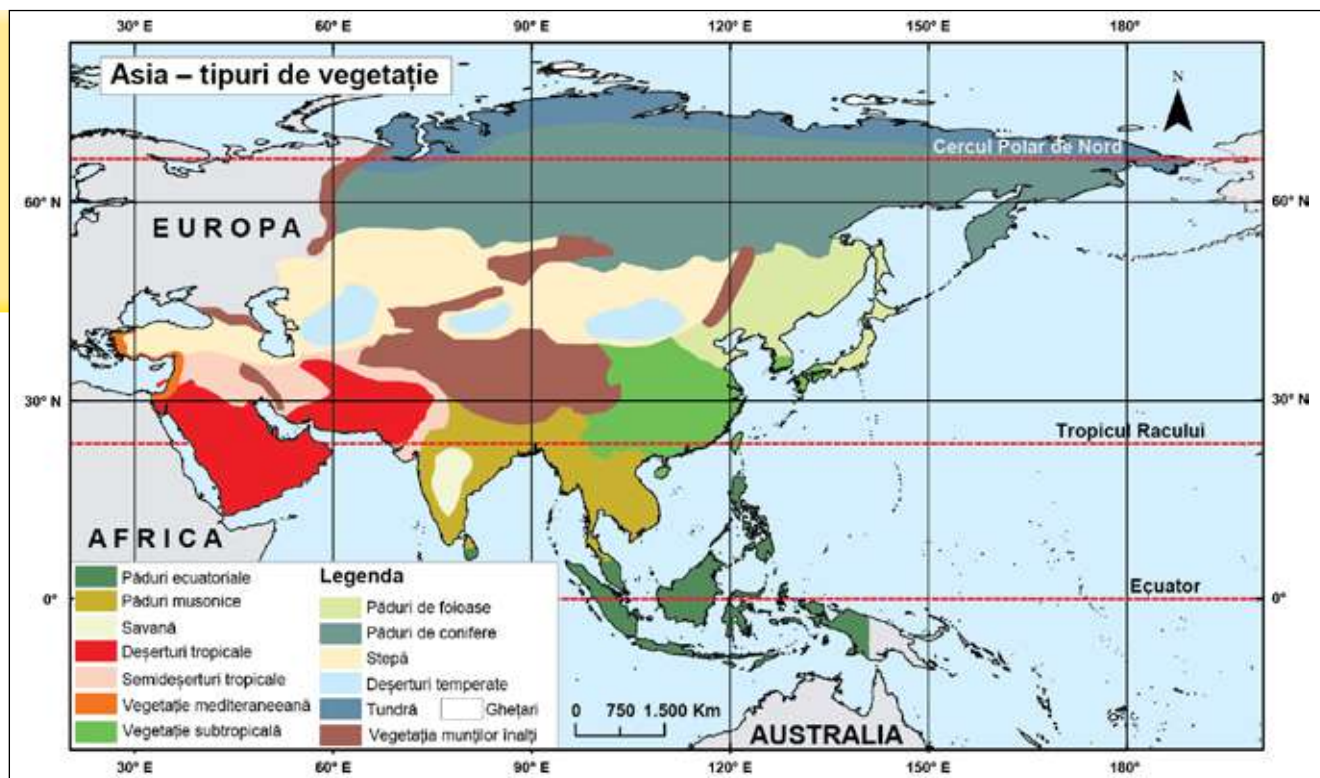 30° E 60° E 90° E 120° E 150° E 180°
Asia – tipuri de vegetație
N
Cercul Polar de Nord
60° N 60° N
EUROPA
30° N 30° N
Tropicul Racului
AFRICA
Ecuator
0° 0°
Legenda
Păduri ecuatoriale
Păduri musonice
Savană
Deșerturi tropicale
Semideșerturi tropicale
Vegetație mediteraneeană
Vegetație subtropicală
Păduri de foioase
Păduri de conifere
Stepă
Deșerturi temperate
Tundră Ghețari
Vegetația munților înalți
0 750 1.500 Km
AUSTRALIA
30° E 60° E 90° E 120° E 150° E 180°